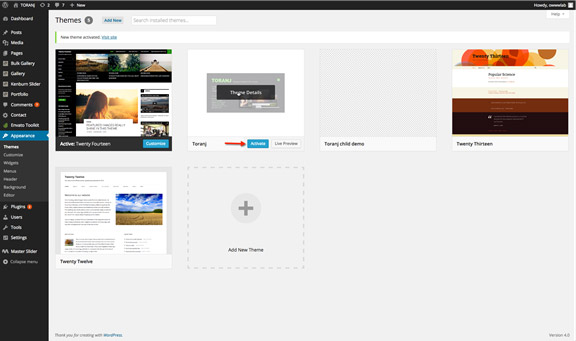 TORANJ 2 7 + New Howdy, owwwlab
Dashboard
Posts
Media
Pages
Bulk Gallery
Gallery
Kenburn Slider
Portfolio
Comments
Contact
Envato Toolkit
Appearance
Themes
Customize
Widgets
Menus
Header
Background
Editor
Plugins
Users
Tools
Settings
Master Slider
Collapse menu
Themes 5 Add New Search installed themes...
Help
New theme activated. Visit site
Active: Twenty Fourteen Customize
TORANJ
Theme Details
Toranj Activate Live Preview
Toranj child demo
Twenty Thirteen
Popular Science
Twenty Thirteen
Twenty Twelve
Twenty Twelve
Add New Theme
Thank you for creating with WordPress.
Version 4.0